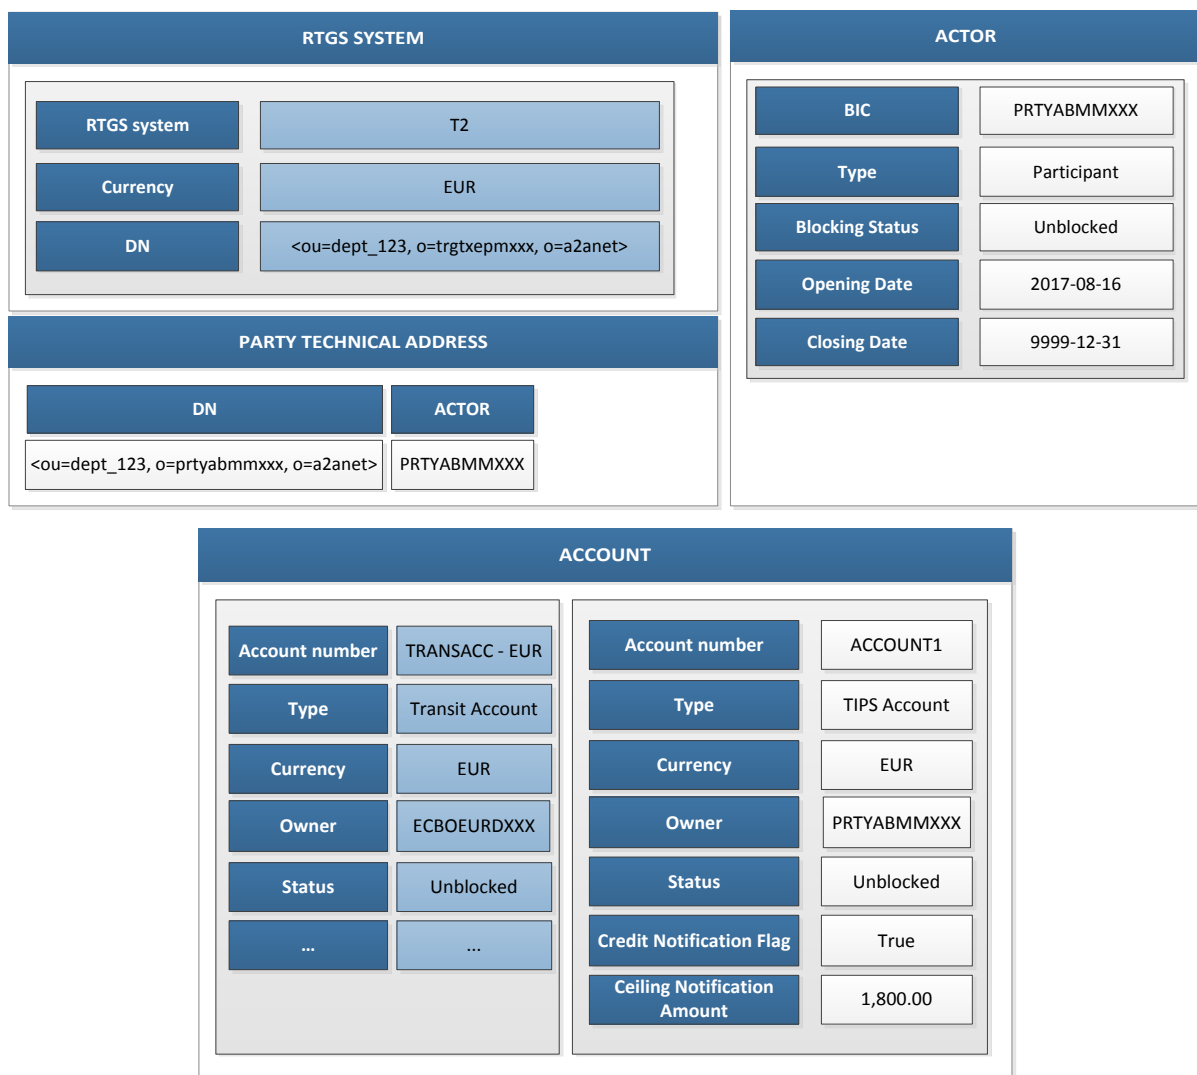 RTGS SYSTEM
RTGS system T2
Currency EUR
DN <ou=dept_123, o=trgtxepmxxx, o=a2anet>
PARTY TECHNICAL ADDRESS
DN ACTOR
<ou=dept_123, o=prtyabmmxxx, o=a2anet> PRTYABMMXXX
ACTOR
BIC PRTYABMMXXX
Type Participant
Blocking Status Unblocked
Opening Date 2017-08-16
Closing Date 9999-12-31
ACCOUNT
Account number TRANSACC - EUR
Type Transit Account
Currency EUR
Owner ECBOEURDXXX
Status Unblocked
... ...
Account number ACCOUNT1
Type TIPS Account
Currency EUR
Owner PRTYABMMXXX
Status Unblocked
Credit Notification Flag True
Ceiling Notification
Amount 1,800.00